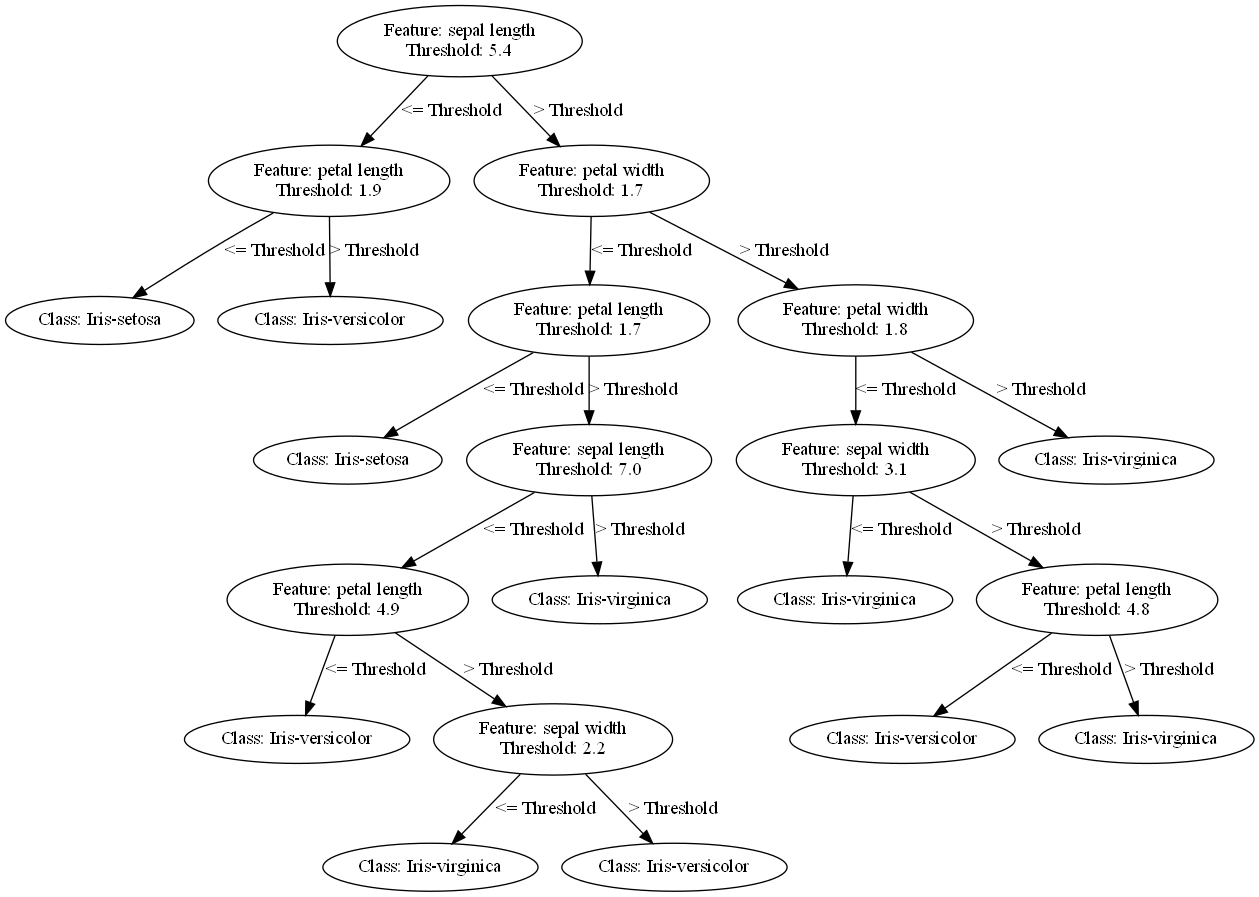 Feature: sepal length
Threshold: 5.4
<= Threshold
> Threshold
Feature: petal length
Threshold: 1.9
Feature: petal width
Threshold: 1.7
<= Threshold
> Threshold
<= Threshold
> Threshold
Class: Iris-setosa
Class: Iris-versicolor
Feature: petal length
Threshold: 1.7
Feature: petal width
Threshold: 1.8
<= Threshold
> Threshold
<= Threshold
> Threshold
Class: Iris-setosa
Feature: sepal length
Threshold: 7.0
Feature: sepal width
Threshold: 3.1
Class: Iris-virginica
<= Threshold
> Threshold
<= Threshold
> Threshold
Feature: petal length
Threshold: 4.9
Class: Iris-virginica
Class: Iris-virginica
Feature: petal length
Threshold: 4.8
<= Threshold
> Threshold
<= Threshold
> Threshold
Class: Iris-versicolor
Feature: sepal width
Threshold: 2.2
Class: Iris-versicolor
Class: Iris-virginica
<= Threshold
> Threshold
Class: Iris-virginica
Class: Iris-versicolor